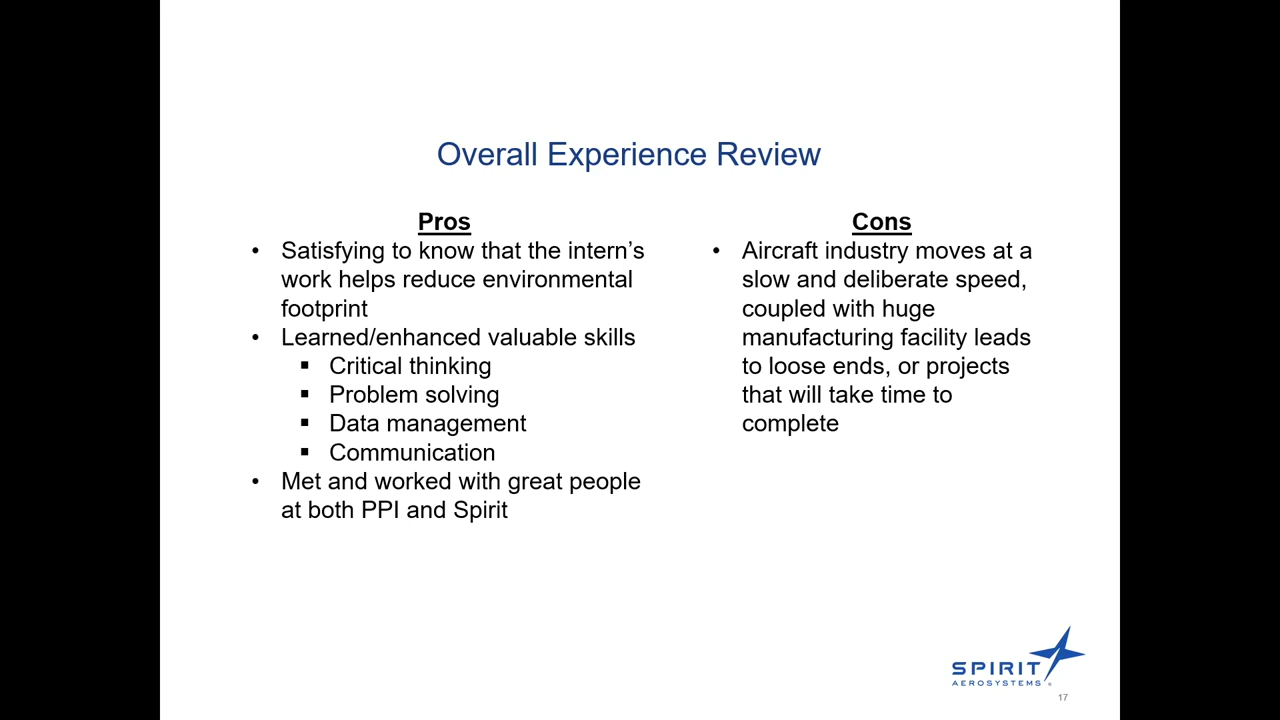 Overall Experience Review
Pros
• Satisfying to know that the intern’s
work helps reduce environmental
footprint
• Learned/enhanced valuable skills
▪ Critical thinking
▪ Problem solving
▪ Data management
▪ Communication
• Met and worked with great people
at both PPI and Spirit
Cons
• Aircraft industry moves at a
slow and deliberate speed,
coupled with huge
manufacturing facility leads
to loose ends, or projects
that will take time to
complete
SPIRIT
AEROSYSTEMS®
17